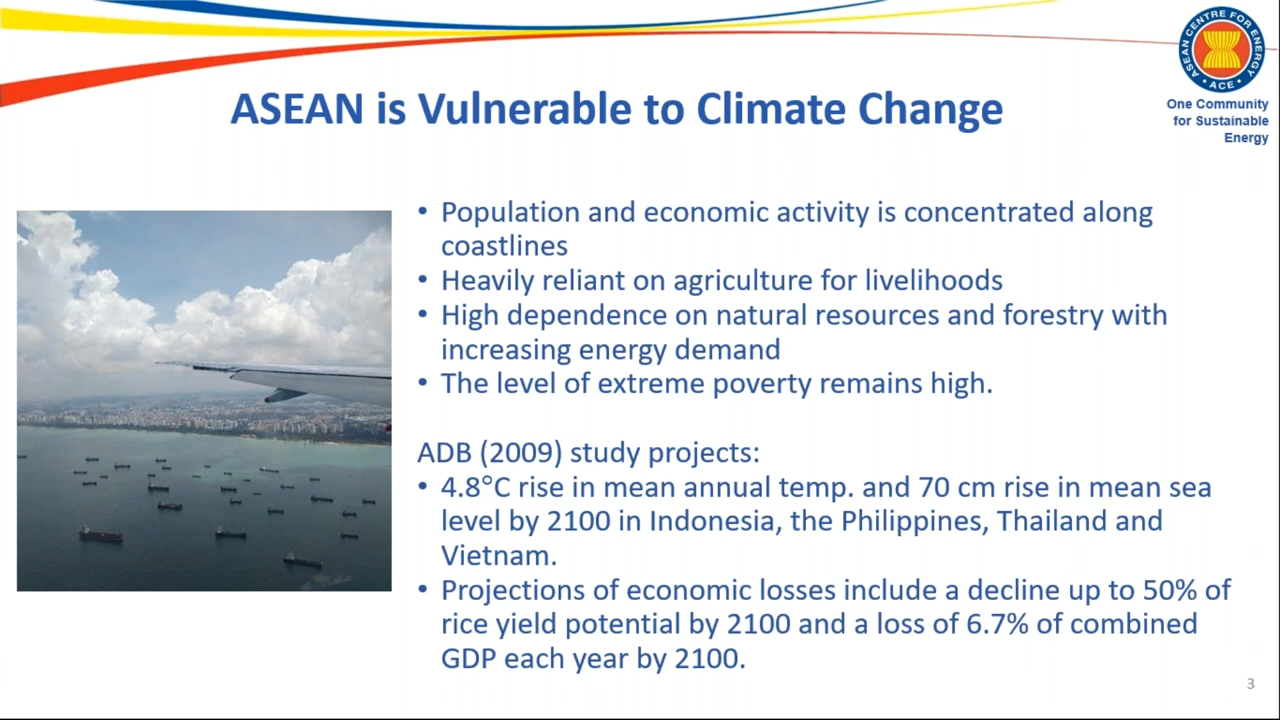 ASEAN CENTRE FOR ENERGY
• ACE •
One Community
for Sustainable
Energy
ASEAN is Vulnerable to Climate Change
• Population and economic activity is concentrated along
coastlines
• Heavily reliant on agriculture for livelihoods
• High dependence on natural resources and forestry with
increasing energy demand
• The level of extreme poverty remains high.
ADB (2009) study projects:
• 4.8°C rise in mean annual temp. and 70 cm rise in mean sea
level by 2100 in Indonesia, the Philippines, Thailand and
Vietnam.
• Projections of economic losses include a decline up to 50% of
rice yield potential by 2100 and a loss of 6.7% of combined
GDP each year by 2100.
3